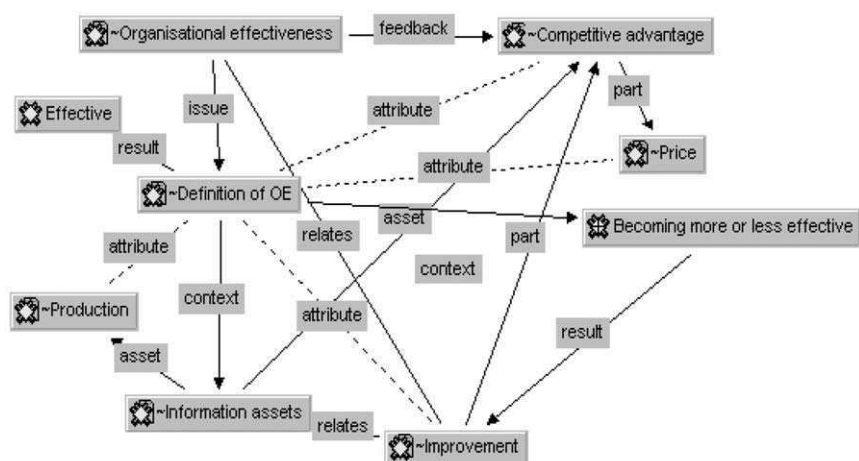 ~Organisational effectiveness
feedback
~Competitive advantage
part
issue
attribute
Effective
result
attribute
~Price
~Definition of OE
asset
Becoming more or less effective
relates
part
attribute
context
context
~Production
attribute
result
asset
~Information assets
relates
~Improvement